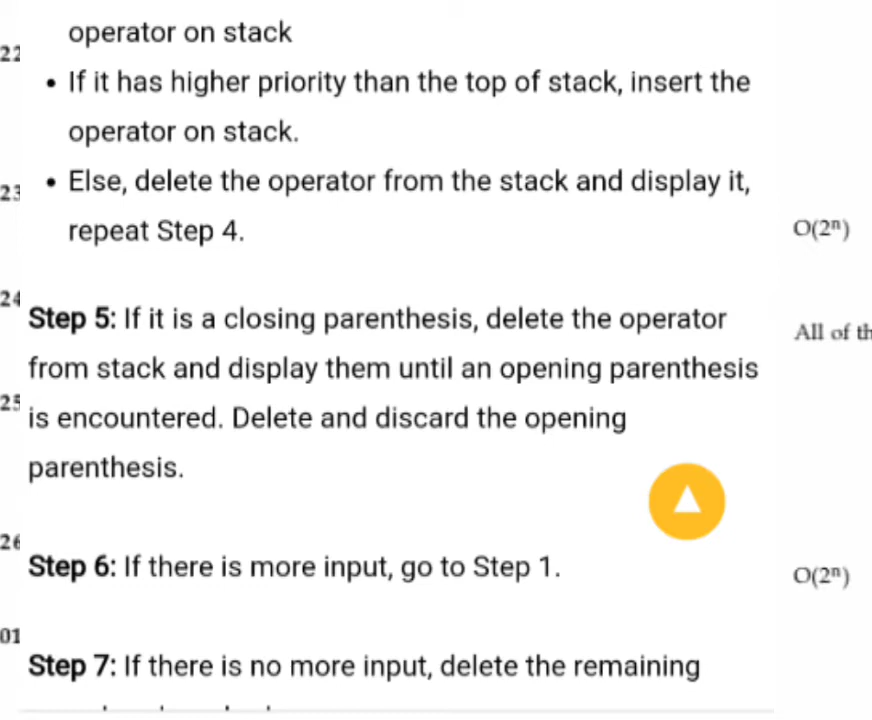 operator on stack
22
• If it has higher priority than the top of stack, insert the
operator on stack.
• Else, delete the operator from the stack and display it,
23
repeat Step 4.
O(2ⁿ)
24
Step 5: If it is a closing parenthesis, delete the operator
All of th
from stack and display them until an opening parenthesis
25
is encountered. Delete and discard the opening
parenthesis.
26
Step 6: If there is more input, go to Step 1.
O(2ⁿ)
01
Step 7: If there is no more input, delete the remaining